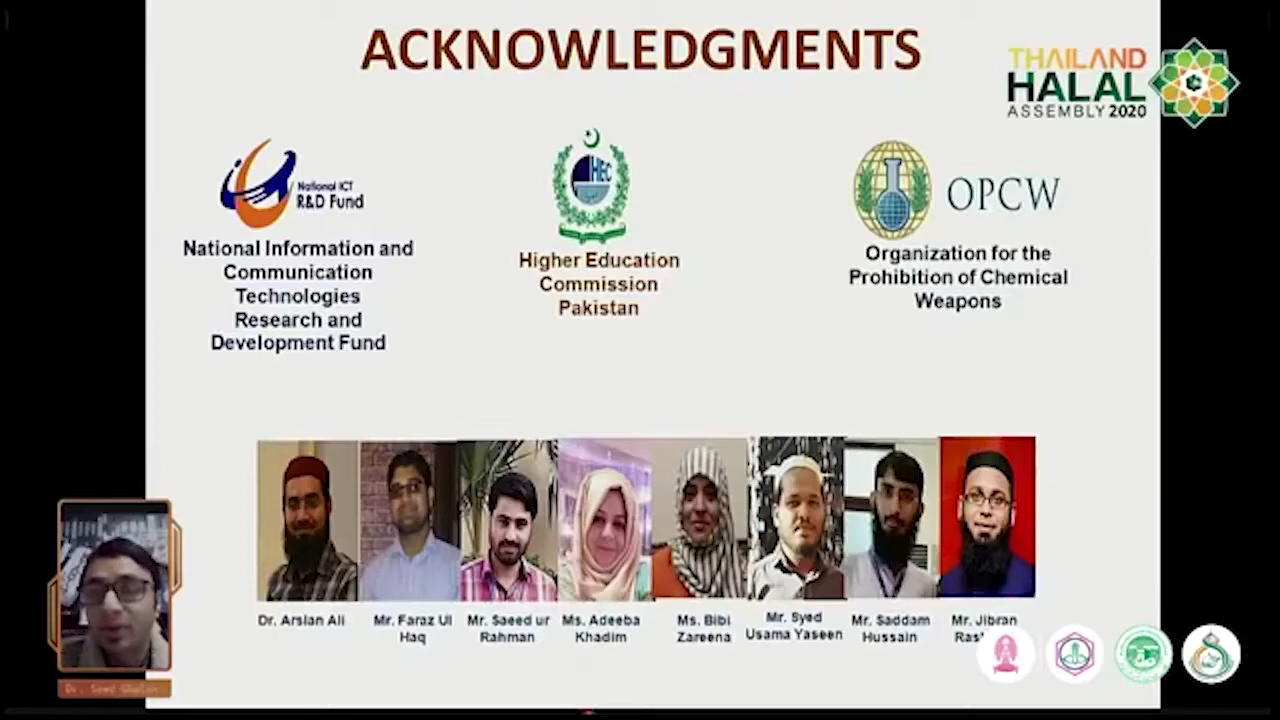 ACKNOWLEDGMENTS
THAILAND
HALAL
ASSEMBLY 2020
National ICT
R&D Fund
HEC
OPCW
National Information and
Communication
Technologies
Research and
Development Fund
Higher Education
Commission
Pakistan
Organization for the
Prohibition of Chemical
Weapons
Dr. Arslan Ali
Mr. Faraz Ul
Haq
Mr. Saeed ur
Rahman
Ms. Adeeba
Khadim
Ms. Bibi
Zareena
Mr. Syed
Usama Yaseen
Mr. Saddam
Hussain
Mr. Jibran
Dr.